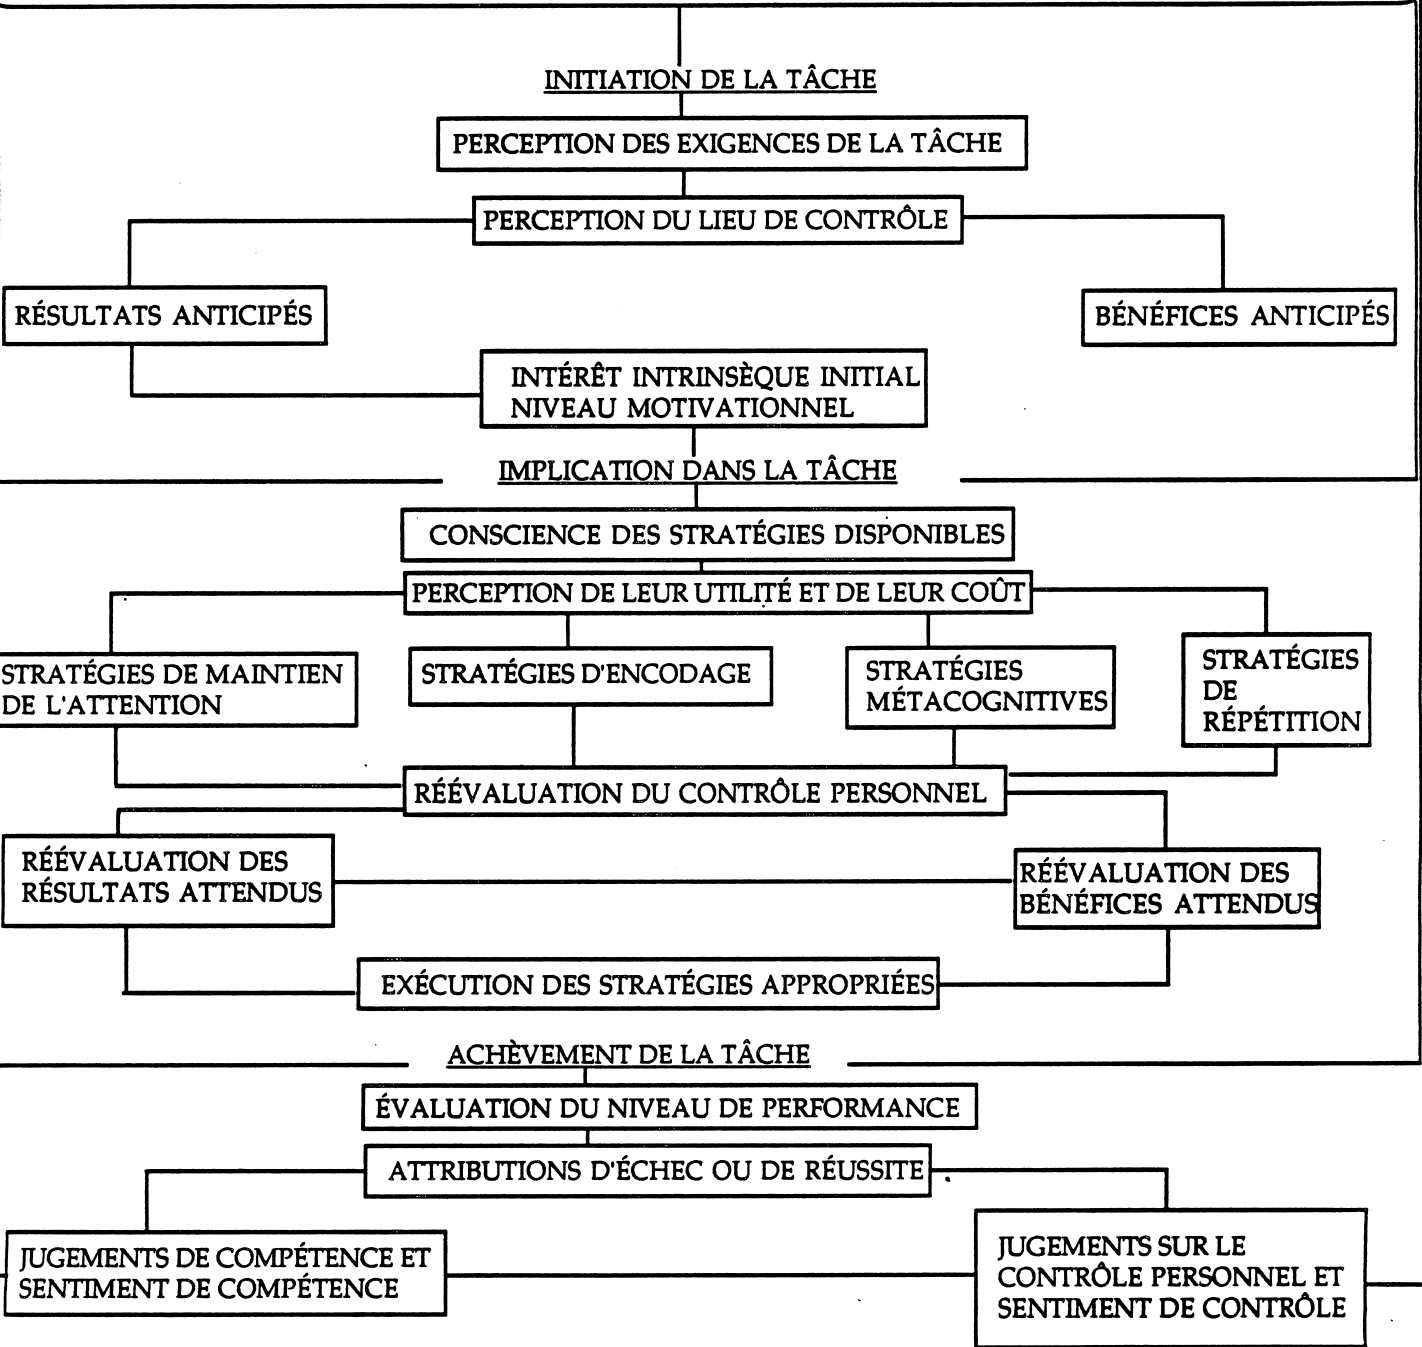 INITIATION DE LA TÂCHE
PERCEPTION DES EXIGENCES DE LA TÂCHE
PERCEPTION DU LIEU DE CONTRÔLE
RÉSULTATS ANTICIPÉS
BÉNÉFICES ANTICIPÉS
INTÉRÊT INTRINSÈQUE INITIAL
NIVEAU MOTIVATIONNEL
IMPLICATION DANS LA TÂCHE
CONSCIENCE DES STRATÉGIES DISPONIBLES
PERCEPTION DE LEUR UTILITÉ ET DE LEUR COÛT
STRATÉGIES DE MAINTIEN
DE L'ATTENTION
STRATÉGIES D'ENCODAGE
STRATÉGIES
MÉTACOGNITIVES
STRATÉGIES
DE
RÉPÉTITION
RÉÉVALUATION DU CONTRÔLE PERSONNEL
RÉÉVALUATION DES
RÉSULTATS ATTENDUS
RÉÉVALUATION DES
BÉNÉFICES ATTENDUS
EXÉCUTION DES STRATÉGIES APPROPRIÉES
ACHÈVEMENT DE LA TÂCHE
ÉVALUATION DU NIVEAU DE PERFORMANCE
ATTRIBUTIONS D'ÉCHEC OU DE RÉUSSITE
JUGEMENTS DE COMPÉTENCE ET
SENTIMENT DE COMPÉTENCE
JUGEMENTS SUR LE
CONTRÔLE PERSONNEL ET
SENTIMENT DE CONTRÔLE